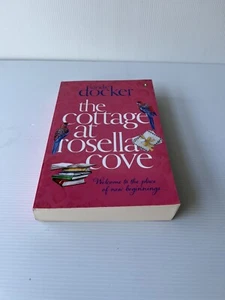 docker
the
cottage
at
rosella
cove
Welcome to the place
of new beginnings